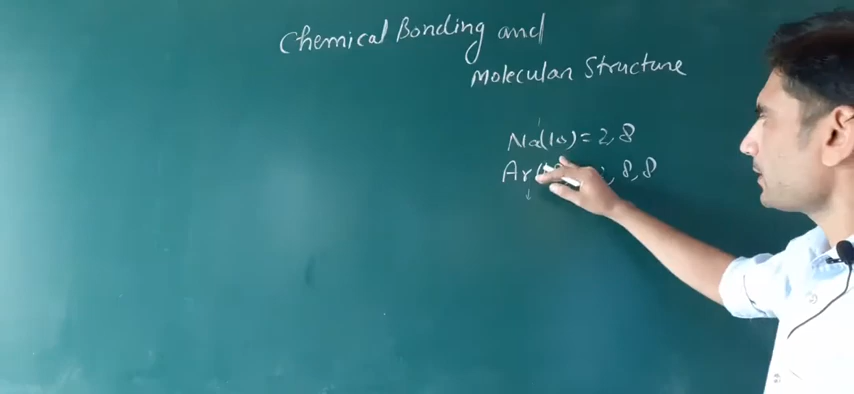 Chemical Bonding and
Molecular Structure
Na(10) = 2, 8
Ar( , 8, 8